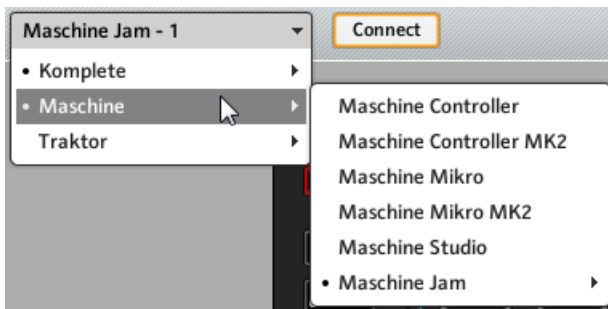 Maschine Jam - 1
Connect
Komplete
Maschine
Traktor
Maschine Controller
Maschine Controller MK2
Maschine Mikro
Maschine Mikro MK2
Maschine Studio
Maschine Jam